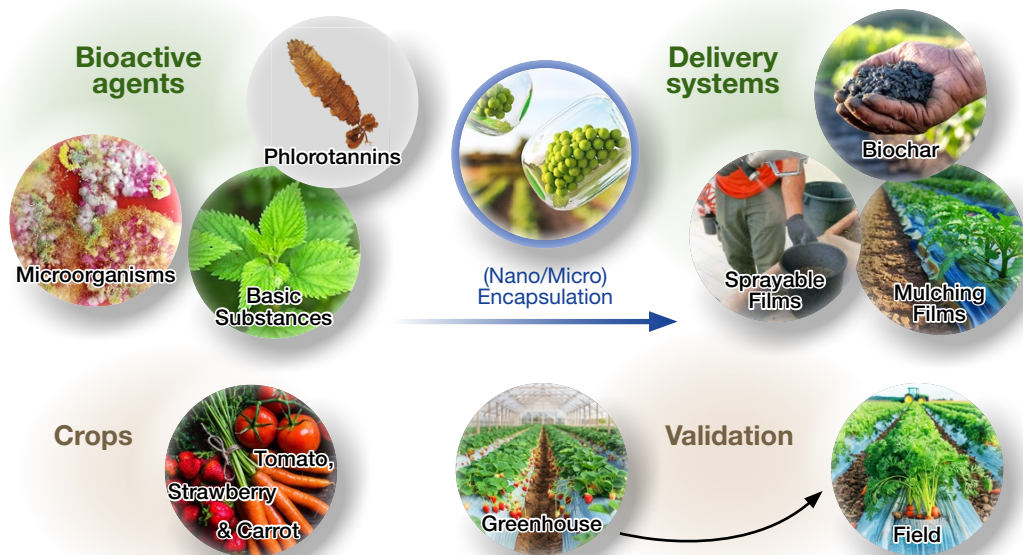 Bioactive
agents
Phlorotannins
Microorganisms
Basic
Substances
(Nano/Micro)
Encapsulation
Delivery
systems
Biochar
Sprayable
Films
Mulching
Films
Crops
Tomato,
Strawberry
& Carrot
Greenhouse
Validation
Field